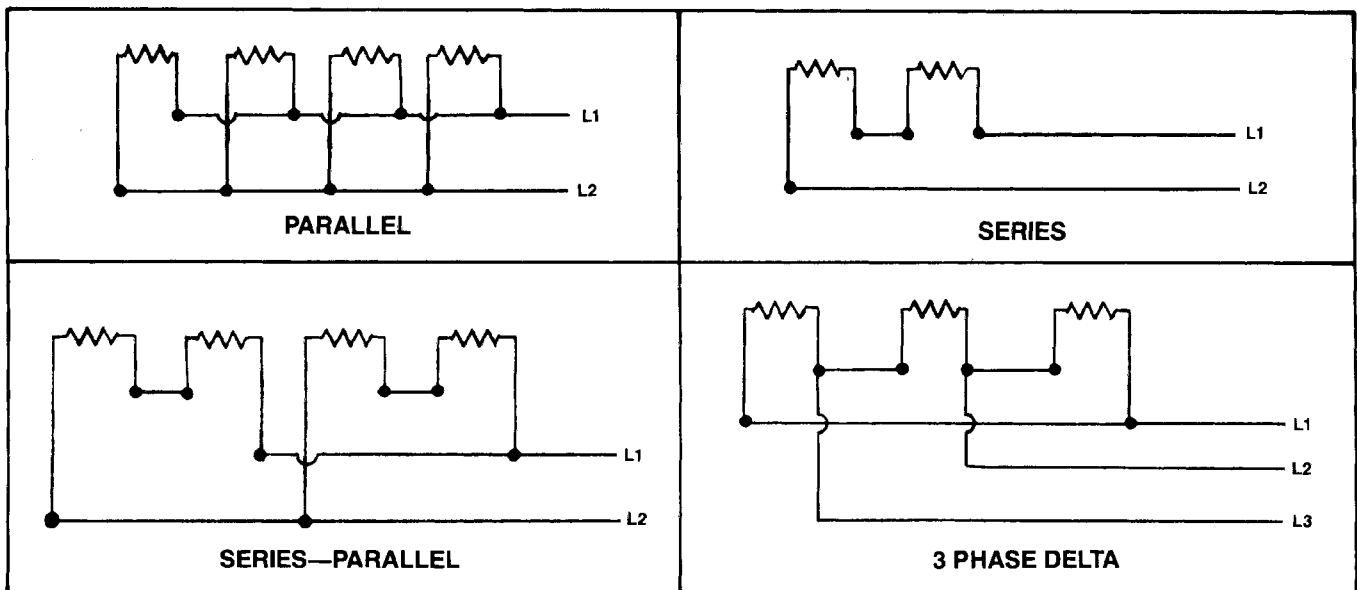 L1
L2
PARALLEL
L1
L2
SERIES
L1
L2
SERIES—PARALLEL
L1
L2
L3
3 PHASE DELTA